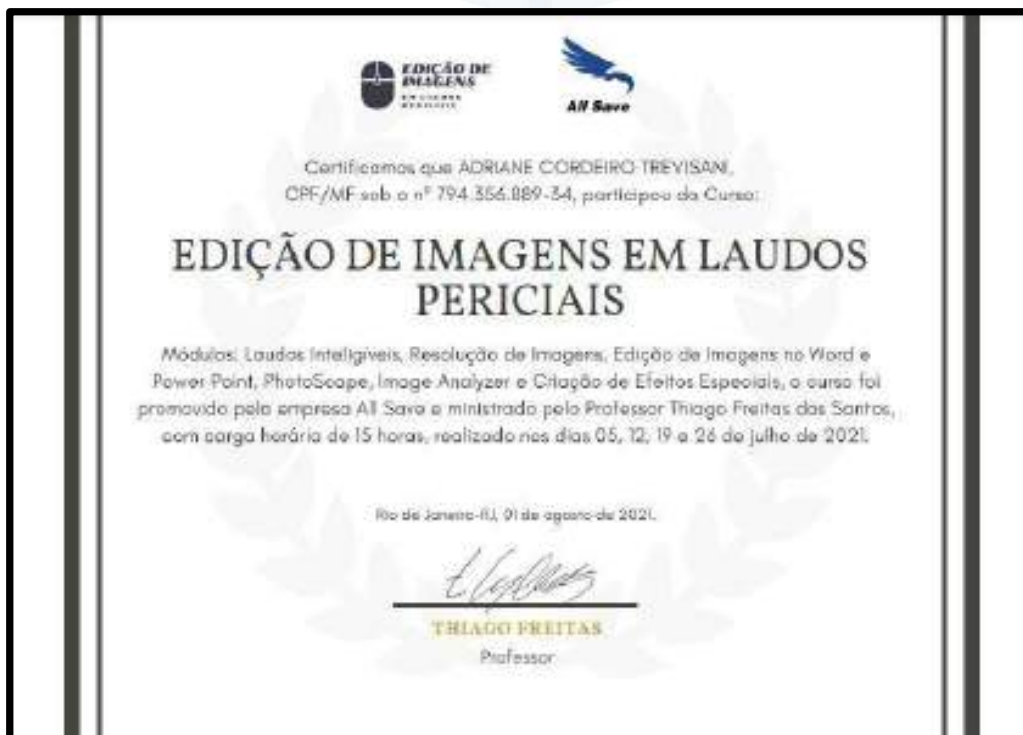 EDIÇÃO DE
IMAGENS
EM LAUDOS
PERICIAIS
All Save
Certificamos que ADRIANE CORDEIRO TREVISANI,
CPF/MF sob o nº 794.356.889-34, participou do Curso:
EDIÇÃO DE IMAGENS EM LAUDOS
PERICIAIS
Módulos: Laudos Inteligíveis, Resolução de Imagens, Edição de Imagens no Word e
Power Point, PhotoScape, Image Analyzer e Criação de Efeitos Especiais, o curso foi
promovido pela empresa All Save e ministrado pelo Professor Thiago Freitas dos Santos,
com carga horária de 15 horas, realizado nos dias 05, 12, 19 e 26 de julho de 2021.
Rio de Janeiro-RJ, 01 de agosto de 2021.
THIAGO FREITAS
Professor